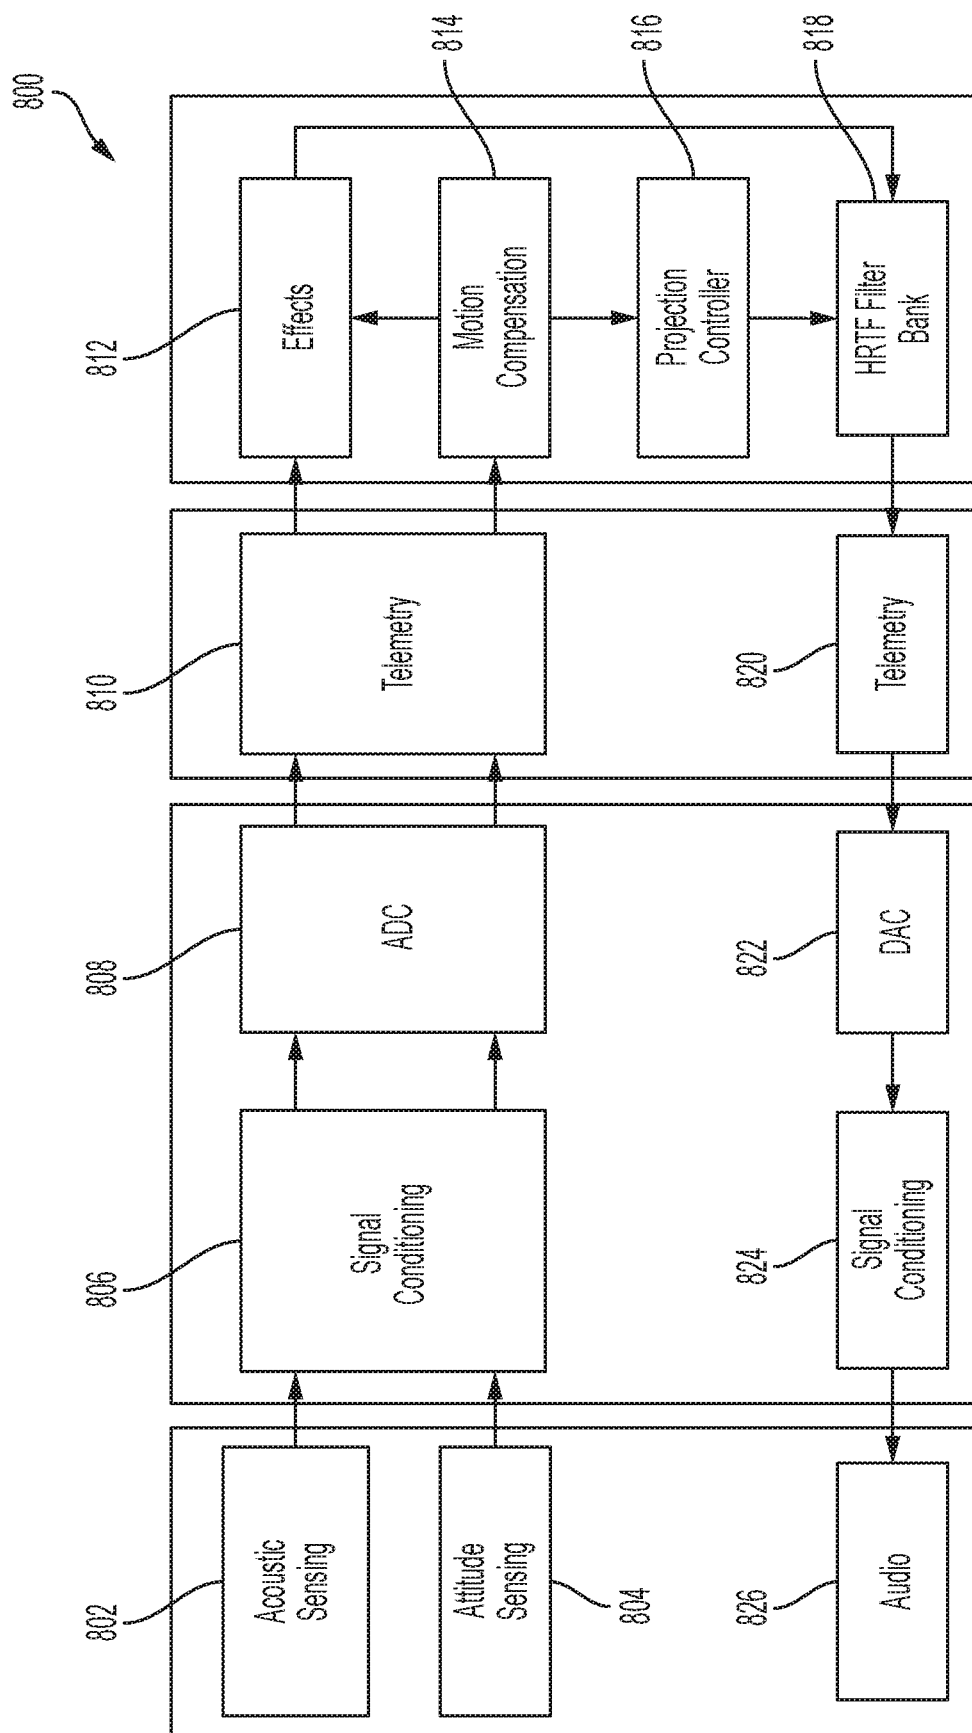 800
802
Acoustic
Sensing
804
Attitude
Sensing
806
Signal
Conditioning
808
ADC
810
Telemetry
812
Effects
814
Motion
Compensation
816
Projection
Controller
818
HRTF Filter
Bank
820
Telemetry
822
DAC
824
Signal
Conditioning
826
Audio